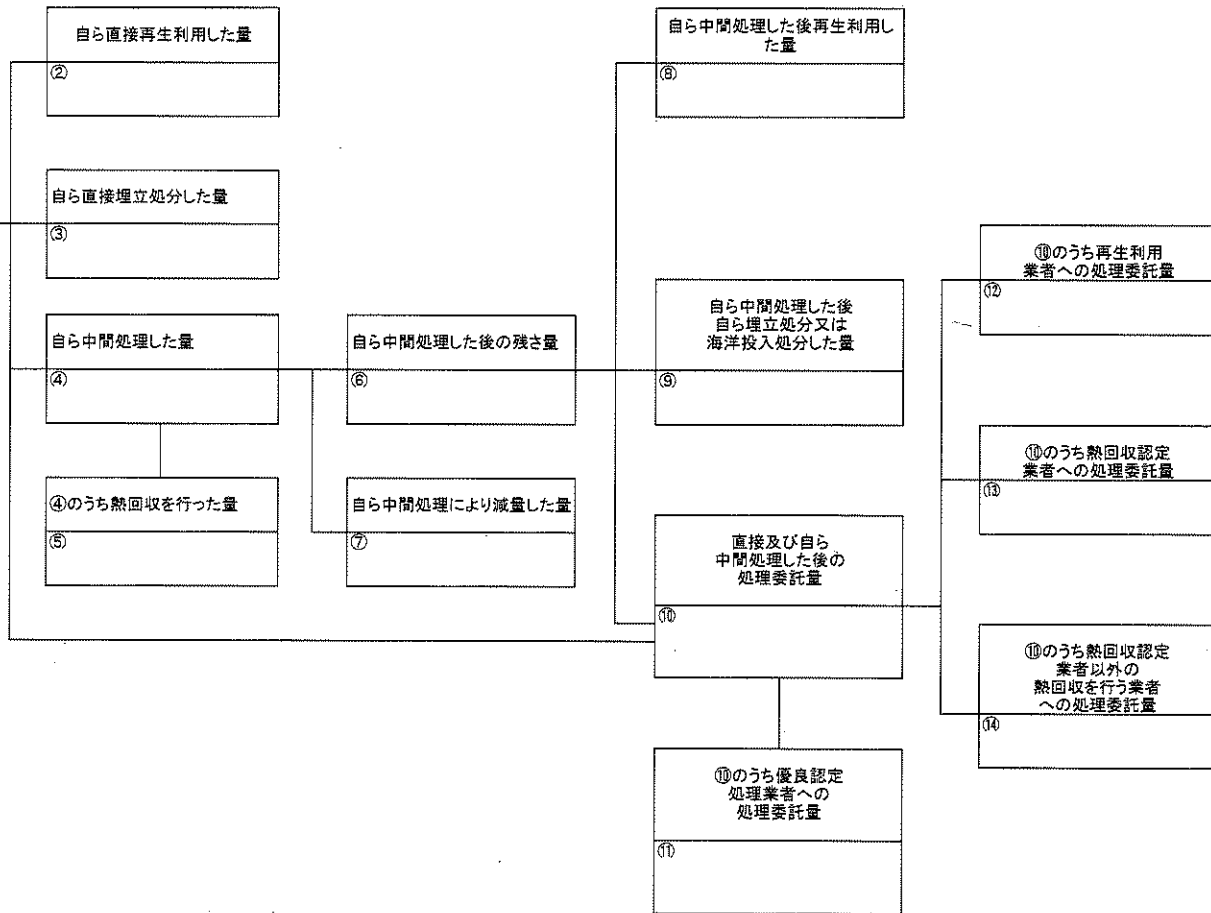 自ら直接再生利用した量
②
自ら直接埋立処分した量
③
自ら中間処理した量
④
④のうち熱回収を行った量
⑤
自ら中間処理した後の残さ量
⑥
自ら中間処理により減量した量
⑦
自ら中間処理した後再生利用し
た量
⑧
自ら中間処理した後
自ら埋立処分又は
海洋投入処分した量
⑨
直接及び自ら
中間処理した後の
処理委託量
⑩
⑩のうち優良認定
処理業者への
処理委託量
⑪
⑩のうち再生利用
業者への処理委託量
⑫
⑩のうち熱回収認定
業者への処理委託量
⑬
⑩のうち熱回収認定
業者以外の
熱回収を行う業者
への処理委託量
⑭